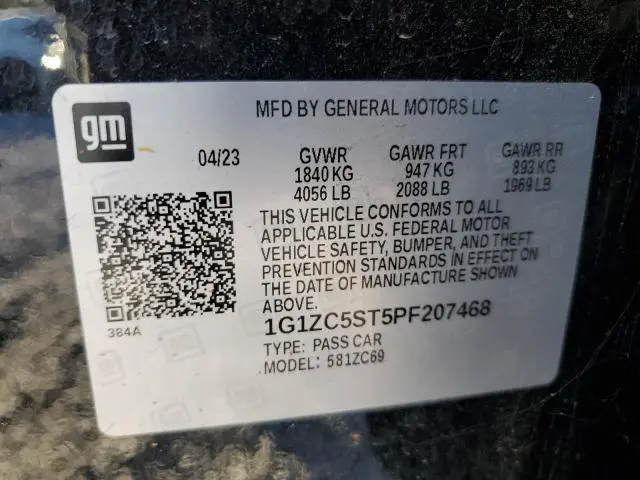 gm
MFD BY GENERAL MOTORS LLC
04/23 GVWR GAWR FRT GAWR RR
1840 KG 947 KG 893 KG
4056 LB 2088 LB 1969 LB
THIS VEHICLE CONFORMS TO ALL
APPLICABLE U.S. FEDERAL MOTOR
VEHICLE SAFETY, BUMPER, AND THEFT
PREVENTION STANDARDS IN EFFECT ON
THE DATE OF MANUFACTURE SHOWN
ABOVE.
384A
1G1ZC5ST5PF207468
TYPE: PASS CAR
MODEL: 581ZC69